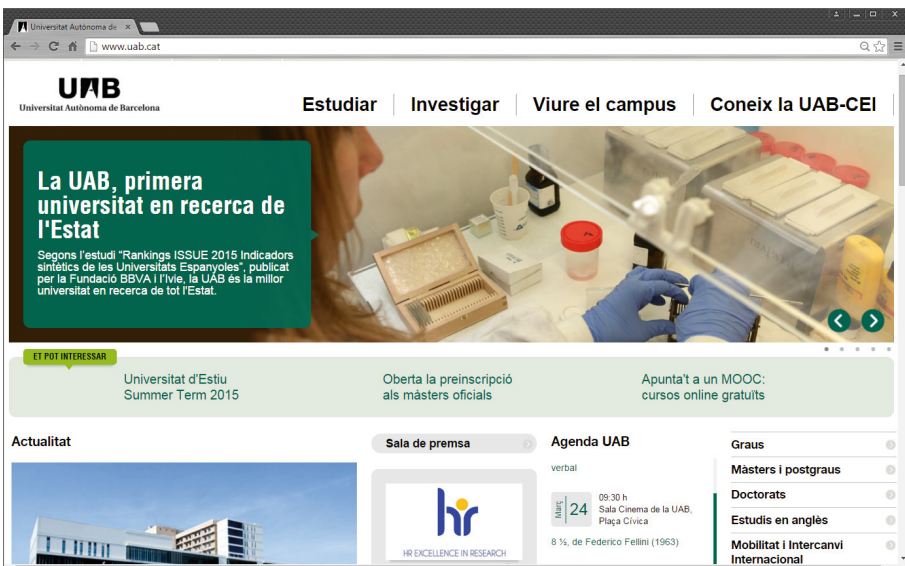 Universitat Autònoma de
www.uab.cat
UAB
Universitat Autònoma de Barcelona
Estudiar
Investigar
Viure el campus
Coneix la UAB-CEI
La UAB, primera
universitat en recerca de
l'Estat
Segons l'estudi "Rankings ISSUE 2015 Indicadors
sintètics de les Universitats Espanyoles", publicat
per la Fundació BBVA i l'Ivie, la UAB és la millor
universitat en recerca de tot l'Estat.
ET POT INTERESSAR
Universitat d'Estiu
Summer Term 2015
Oberta la preinscripció
als màsters oficials
Apunta't a un MOOC:
cursos online gratuïts
Actualitat
Sala de premsa
hr
HR EXCELLENCE IN RESEARCH
Agenda UAB
verbal
Març
24
09:30 h
Sala Cinema de la UAB,
Plaça Cívica
8 ½, de Federico Fellini (1963)
Graus
Màsters i postgraus
Doctorats
Estudis en anglès
Mobilitat i Intercanvi
Internacional